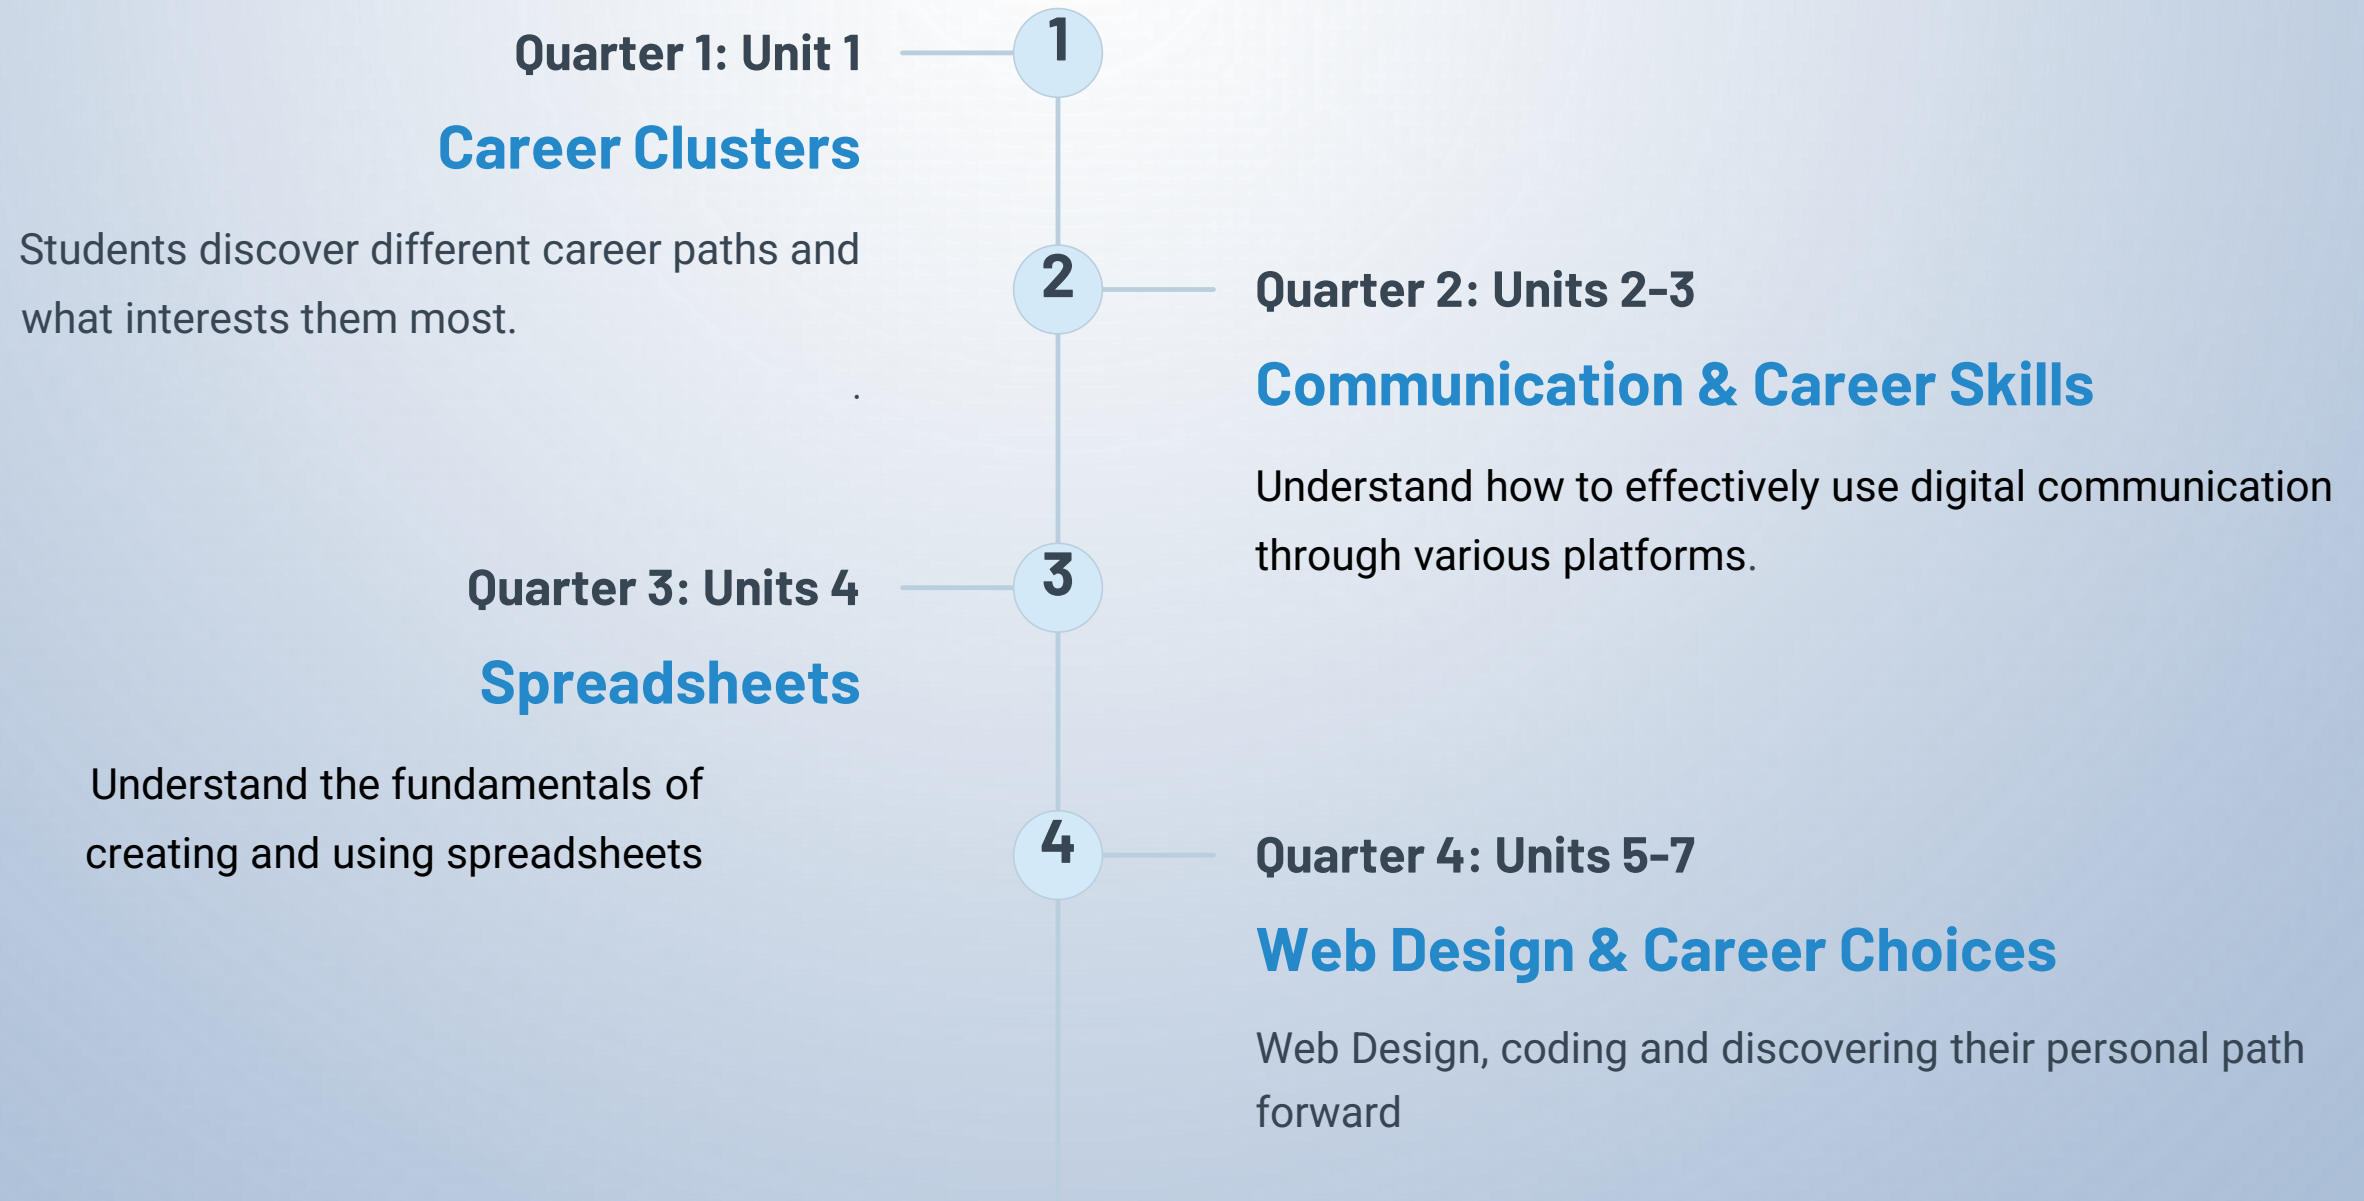 1
Quarter 1: Unit 1
Career Clusters
Students discover different career paths and
what interests them most.
.
2
Quarter 2: Units 2-3
Communication & Career Skills
Understand how to effectively use digital communication
through various platforms.
3
Quarter 3: Units 4
Spreadsheets
Understand the fundamentals of
creating and using spreadsheets
4
Quarter 4: Units 5-7
Web Design & Career Choices
Web Design, coding and discovering their personal path
forward